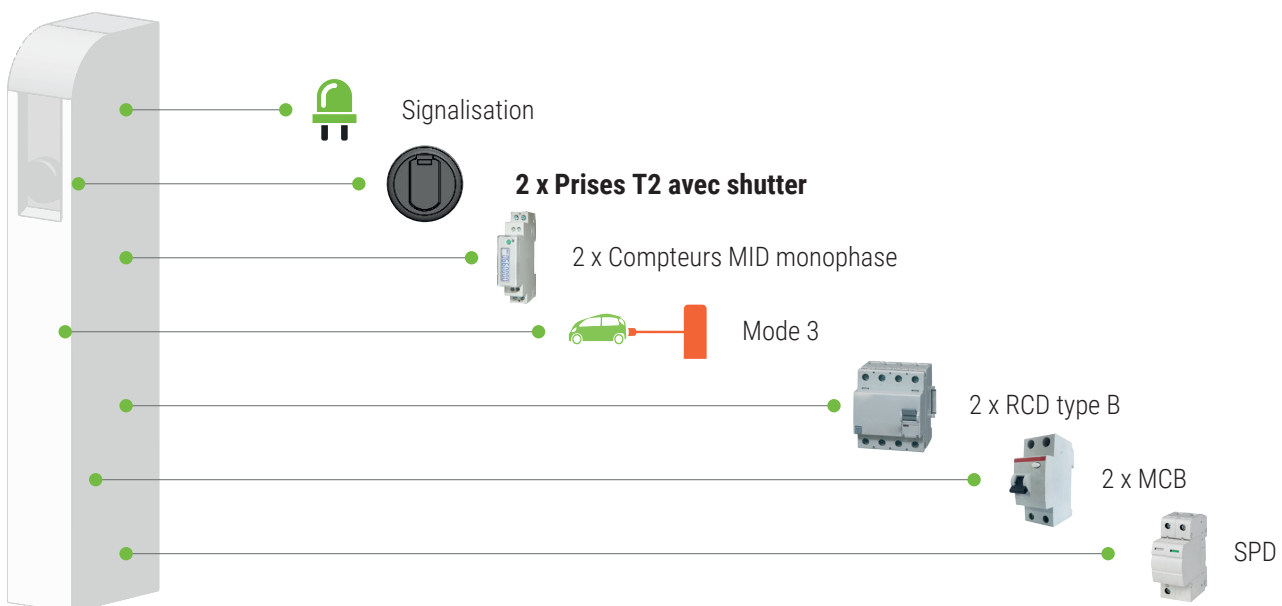 Signalisation
2 x Prises T2 avec shutter
2 x Compteurs MID monophase
Mode 3
2 x RCD type B
2 x MCB
SPD